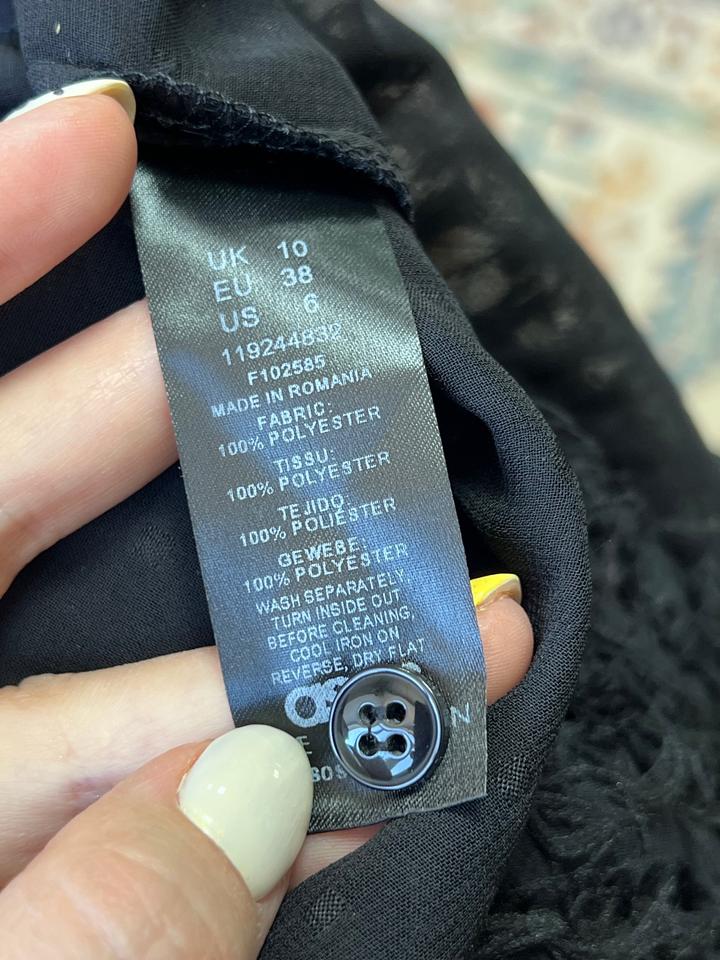 UK 10
EU 38
US 6
119244832
F102585
MADE IN ROMANIA
FABRIC:
100% POLYESTER
TISSU:
100% POLYESTER
TEJIDO:
100% POLIESTER
GEWEBE:
100% POLYESTER
WASH SEPARATELY,
TURN INSIDE OUT
BEFORE CLEANING,
COOL IRON ON
REVERSE, DRY FLAT